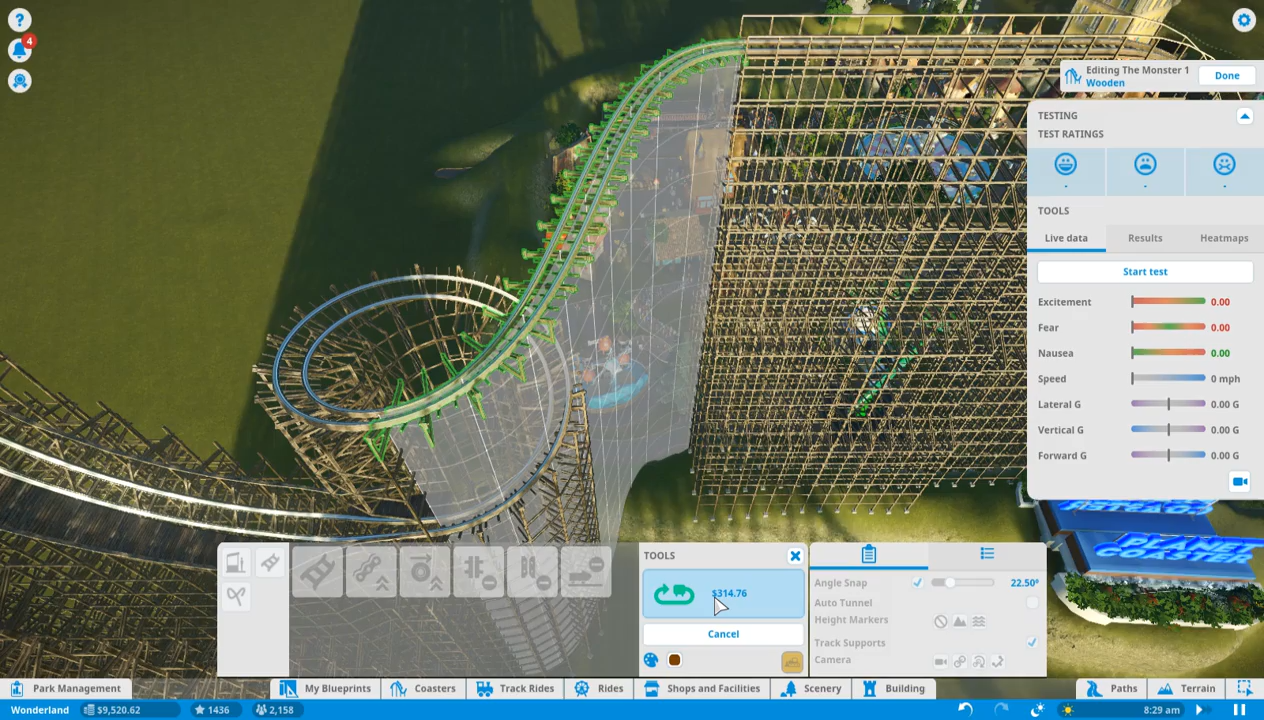 ?
4
Editing The Monster 1
Wooden
Done
TESTING
TEST RATINGS
- - -
TOOLS
Live data Results Heatmaps
Start test
Excitement 0.00
Fear 0.00
Nausea 0.00
Speed 0 mph
Lateral G 0.00 G
Vertical G 0.00 G
Forward G 0.00 G
PLANET COASTER
TOOLS
$314.76
Cancel
Angle Snap 22.50°
Auto Tunnel
Height Markers
Track Supports
Camera
Park Management My Blueprints Coasters Track Rides Rides Shops and Facilities Scenery Building Paths Terrain
Wonderland $9,520.62 1436 2,158 8:29 am